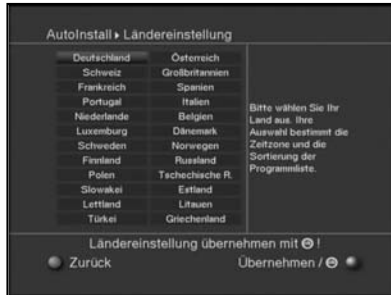 AutoInstall ▸ Ländereinstellung
Deutschland Österreich
Schweiz Großbritannien
Frankreich Spanien
Portugal Italien
Niederlande Belgien
Luxemburg Dänemark
Schweden Norwegen
Finnland Russland
Polen Tschechische R.
Slowakei Estland
Lettland Litauen
Türkei Griechenland
Bitte wählen Sie Ihr
Land aus. Ihre
Auswahl bestimmt die
Zeitzone und die
Sortierung der
Programmliste.
Ländereinstellung übernehmen mit !
Zurück
Übernehmen /